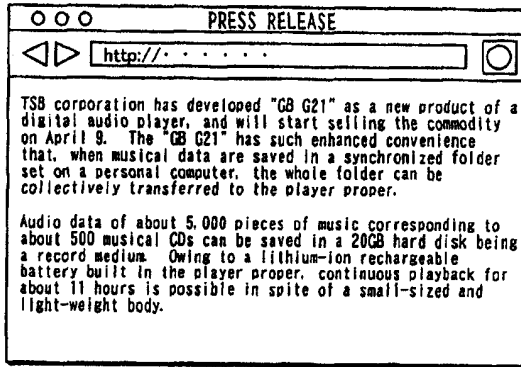 PRESS RELEASE
http://· · · · · ·
TSB corporation has developed "GB G21" as a new product of a
digital audio player, and will start selling the commodity
on April 9. The "GB G21" has such enhanced convenience
that, when musical data are saved in a synchronized folder
set on a personal computer, the whole folder can be
collectively transferred to the player proper.
Audio data of about 5,000 pieces of music corresponding to
about 500 musical CDs can be saved in a 20GB hard disk being
a record medium. Owing to a lithium-ion rechargeable
battery built in the player proper, continuous playback for
about 11 hours is possible in spite of a small-sized and
light-weight body.